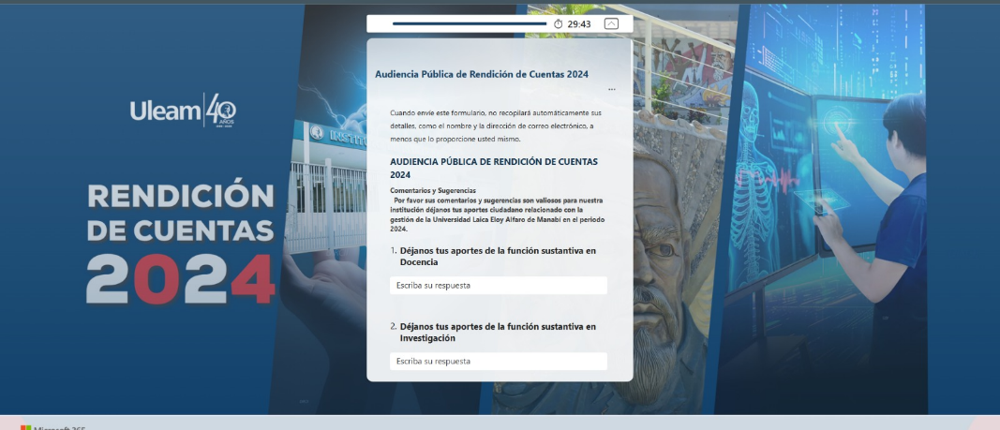 29:43
Audiencia Pública de Rendición de Cuentas 2024
...
Uleam 40
AÑOS
Cuando envíe este formulario, no recopilará automáticamente sus
detalles, como el nombre y la dirección de correo electrónico, a
menos que lo proporcione usted mismo.
RENDICIÓN
DE CUENTAS
2024
AUDIENCIA PÚBLICA DE RENDICIÓN DE CUENTAS
2024
Comentarios y Sugerencias
Por favor sus comentarios y sugerencias son valiosos para nuestra
institución déjanos tus aportes ciudadano relacionado con la
gestión de la Universidad Laica Eloy Alfaro de Manabí en el periodo
2024.
1. Déjanos tus aportes de la función sustantiva en
Docencia
Escriba su respuesta
2. Déjanos tus aportes de la función sustantiva en
Investigación
Escriba su respuesta
Microsoft 365